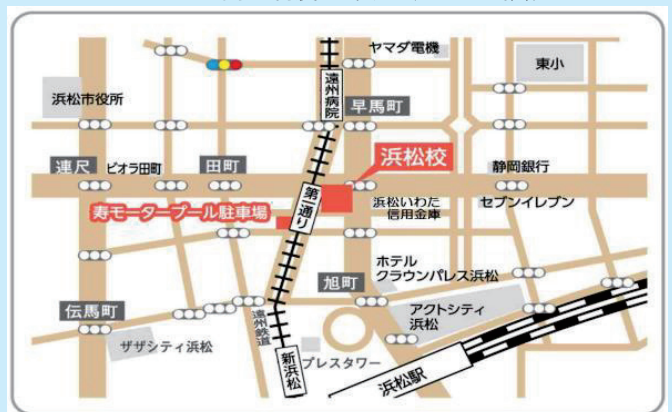 ヤマダ電機
東小
遠州病院
浜松市役所
早馬町
浜松校
連尺
ビオラ田町
田町
静岡銀行
第一通り
浜松いわた
信用金庫
セブンイレブン
寿モータープール駐車場
ホテル
クラウンパレス浜松
旭町
アクトシティ
浜松
伝馬町
遠州鉄道
ザザシティ浜松
新浜松
プレスタワー
浜松駅